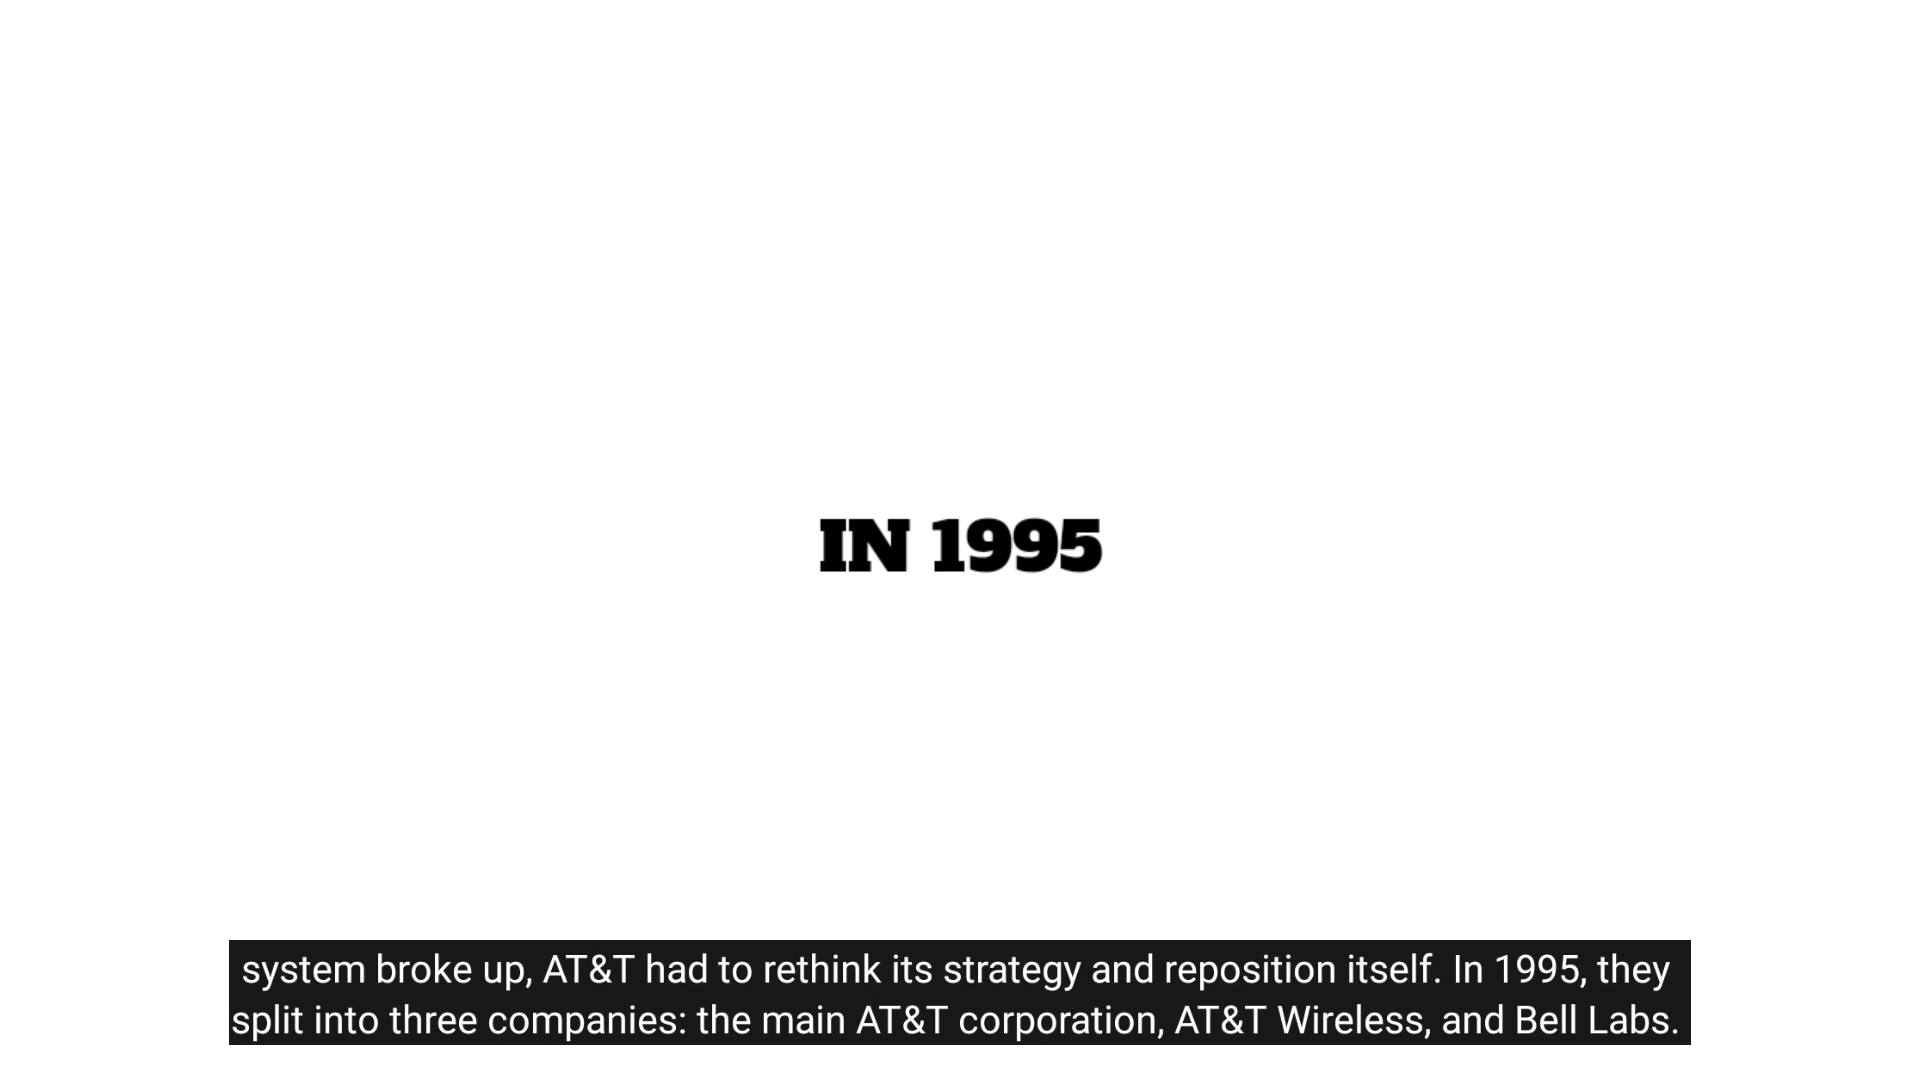 IN 1995
system broke up, AT&T had to rethink its strategy and reposition itself. In 1995, they
split into three companies: the main AT&T corporation, AT&T Wireless, and Bell Labs.